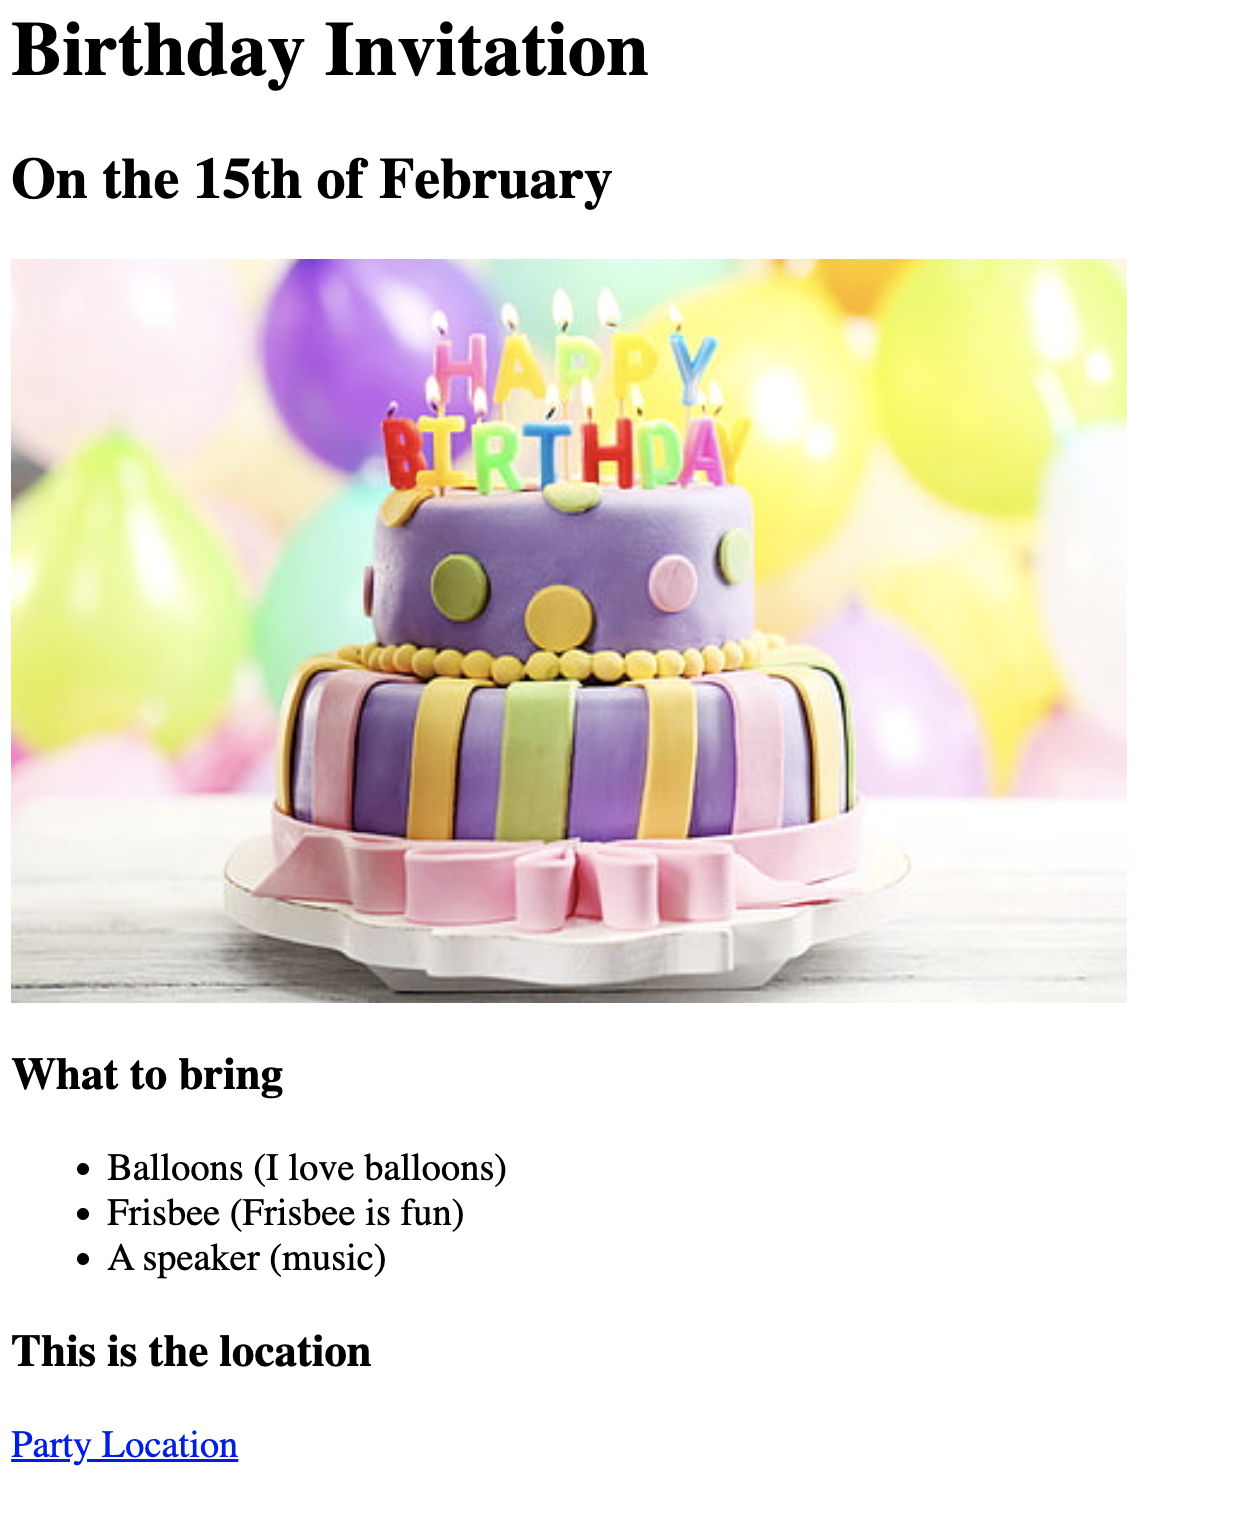 Birthday Invitation
On the 15th of February
HAPPY
BIRTHDAY
What to bring
Balloons (I love balloons)
Frisbee (Frisbee is fun)
A speaker (music)
This is the location
Party Location